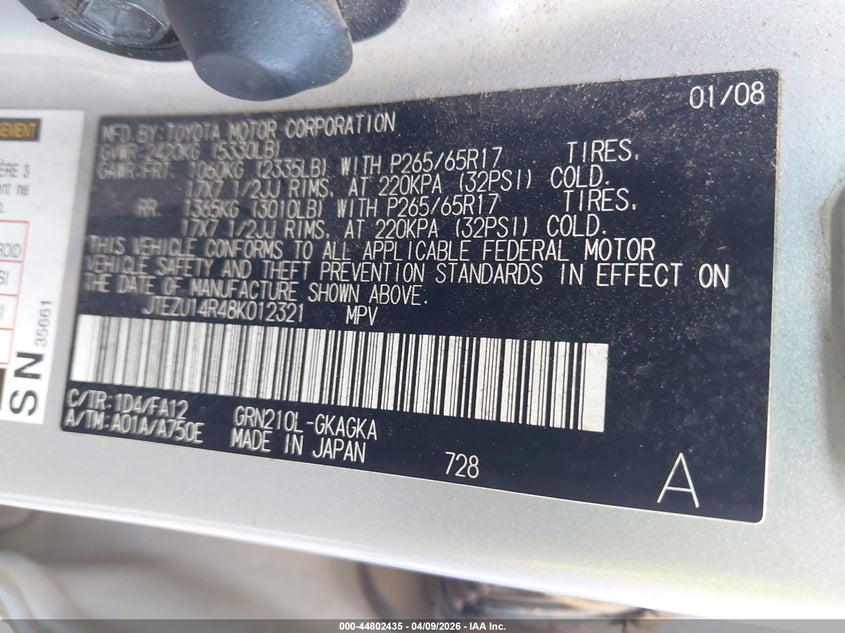 01/08
MFD. BY: TOYOTA MOTOR CORPORATION
GVWR: 2420KG (5330LB)
GAWR:FRT. 1060KG (2335LB) WITH P265/65R17 TIRES,
17X7 1/2JJ RIMS, AT 220KPA (32PSI) COLD.
RR. 1365KG (3010LB) WITH P265/65R17 TIRES,
17X7 1/2JJ RIMS, AT 220KPA (32PSI) COLD.
THIS VEHICLE CONFORMS TO ALL APPLICABLE FEDERAL MOTOR
VEHICLE SAFETY AND THEFT PREVENTION STANDARDS IN EFFECT ON
THE DATE OF MANUFACTURE SHOWN ABOVE.
JTEZU14R48K012321 MPV
C/TR: 1D4/FA12
A/TM: A01A/A750E
GRN210L-GKAGKA
MADE IN JAPAN
728
A
SN 35661
ent ne
000-44802435 - 04/09/2026 - IAA Inc.